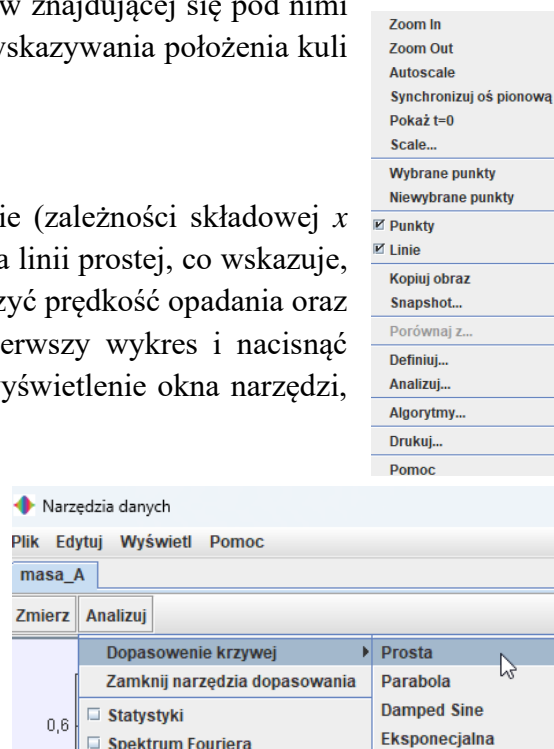 w znajdującej się pod nimi
wskazywania położenia kuli
ie (zależności składowej x
a linii prostej, co wskazuje,
zyć prędkość opadania oraz
erwszy wykres i nacisnąć
yświetlenie okna narzędzi,
Zoom In
Zoom Out
Autoscale
Synchronizuj oś pionową
Pokaż t=0
Scale...
Wybrane punkty
Niewybrane punkty
Punkty
Linie
Kopiuj obraz
Snapshot...
Porównaj z...
Definiuj...
Analizuj...
Algorytmy...
Drukuj...
Pomoc
Narzędzia danych
Plik Edytuj Wyświetl Pomoc
masa_A
Zmierz Analizuj
Dopasowenie krzywej
Zamknij narzędzia dopasowania
Statystyki
Spektrum Fouriera
Prosta
Parabola
Damped Sine
Eksponecjalna
0,6